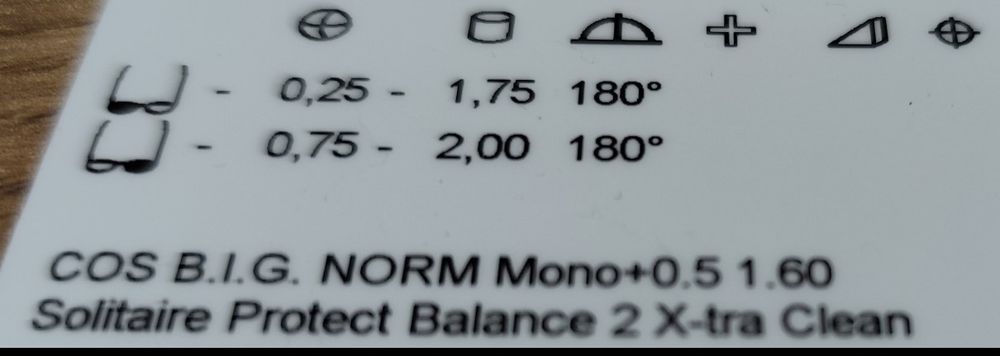 - 0,25 - 1,75 180°
- 0,75 - 2,00 180°
COS B.I.G. NORM Mono+0.5 1.60
Solitaire Protect Balance 2 X-tra Clean